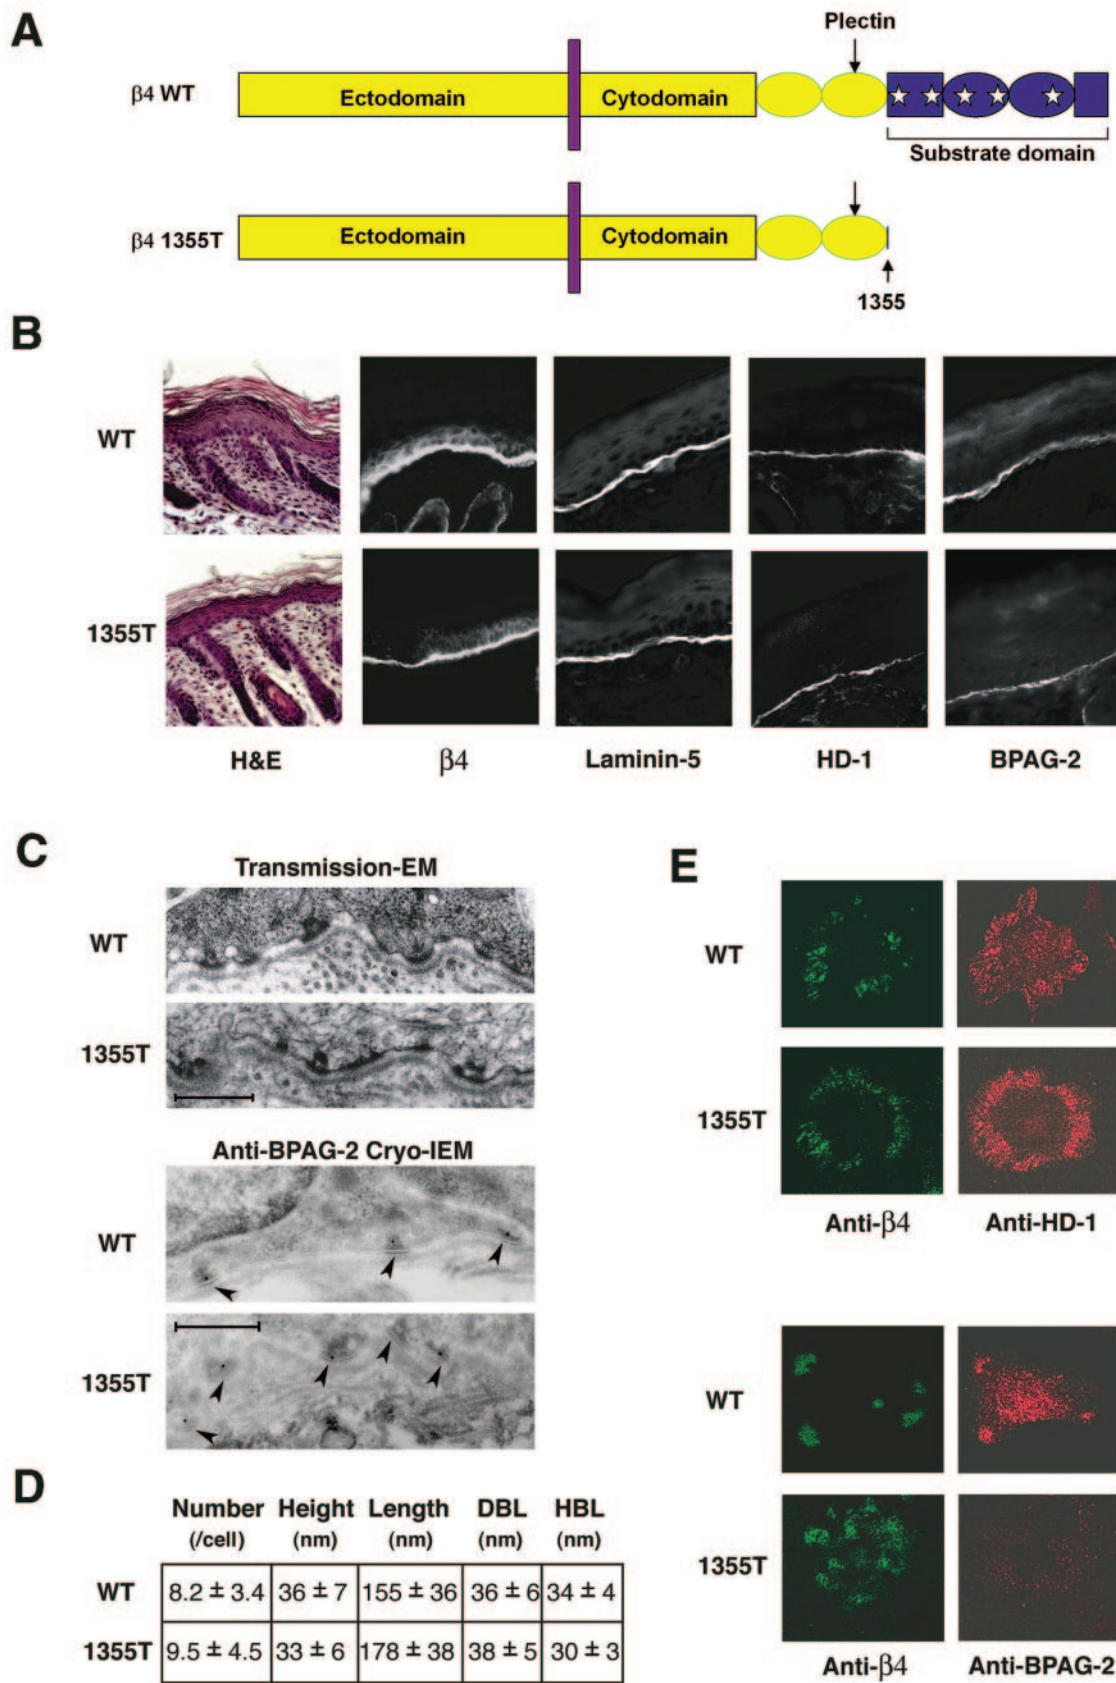 A
Plectin
β4 WT
Ectodomain
Cytodomain
Substrate domain
β4 1355T
Ectodomain
Cytodomain
1355
B
WT
1355T
H&E
β4
Laminin-5
HD-1
BPAG-2
C
Transmission-EM
WT
1355T
Anti-BPAG-2 Cryo-IEM
WT
1355T
D
Number Height Length DBL HBL
(/cell) (nm) (nm) (nm) (nm)
WT 8.2 ± 3.4 36 ± 7 155 ± 36 36 ± 6 34 ± 4
1355T 9.5 ± 4.5 33 ± 6 178 ± 38 38 ± 5 30 ± 3
E
WT
1355T
Anti-β4 Anti-HD-1
WT
1355T
Anti-β4 Anti-BPAG-2